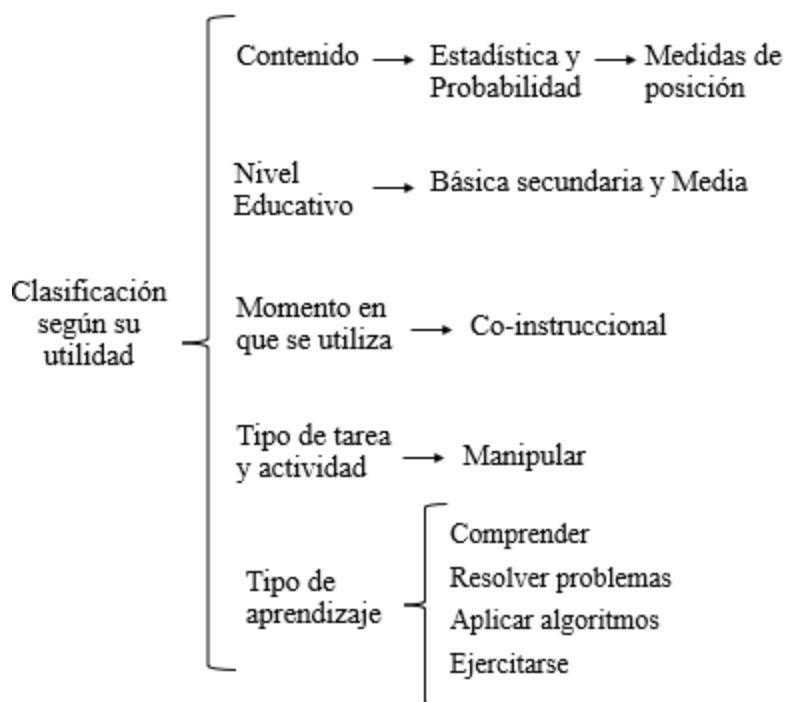 Clasificación
según su
utilidad
Contenido
Estadística y
Probabilidad
Medidas de
posición
Nivel
Educativo
Básica secundaria y Media
Momento en
que se utiliza
Co-instruccional
Tipo de tarea
y actividad
Manipular
Tipo de
aprendizaje
Comprender
Resolver problemas
Aplicar algoritmos
Ejercitarse